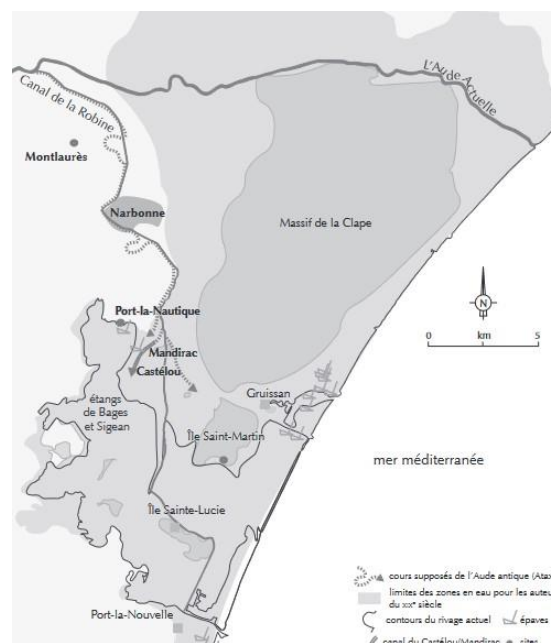 L'Aude Actuelle
Canal de la Robine
Montlaurès
Narbonne
Massif de la Clape
Port-la-Nautique
N
0 km 5
Mandirac
Castélou
Gruissan
étangs
de Bages
et Sigean
Île Saint-Martin
mer méditerranée
Île Sainte-Lucie
cours supposés de l'Aude antique (Atax
limites des zones en eau pour les auteu
du XIXe siècle
contours du rivage actuel épaves
Port-la-Nouvelle
canal du Castélou/Mandirac sites